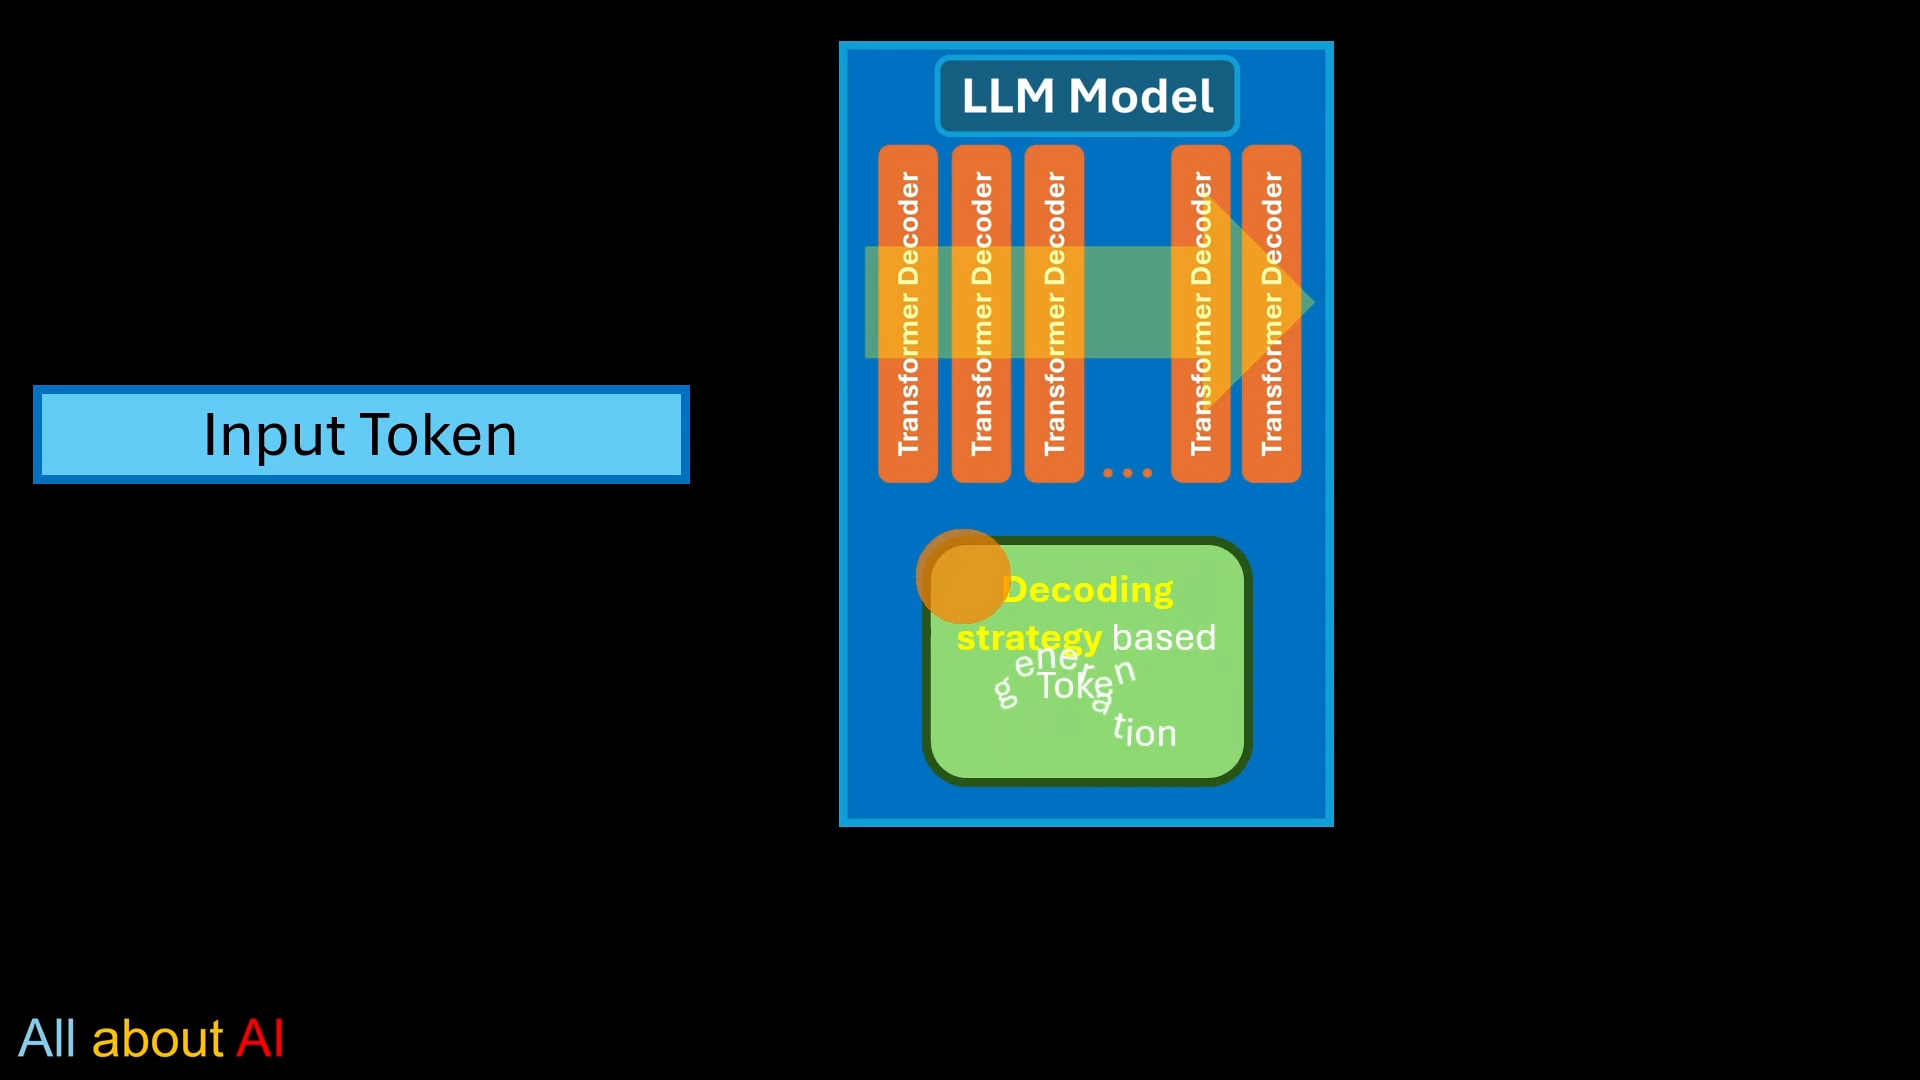 LLM Model
Transformer Decoder
Transformer Decoder
Transformer Decoder
...
Transformer Decoder
Transformer Decoder
Input Token
Decoding
strategy based
Token
generation
All about AI